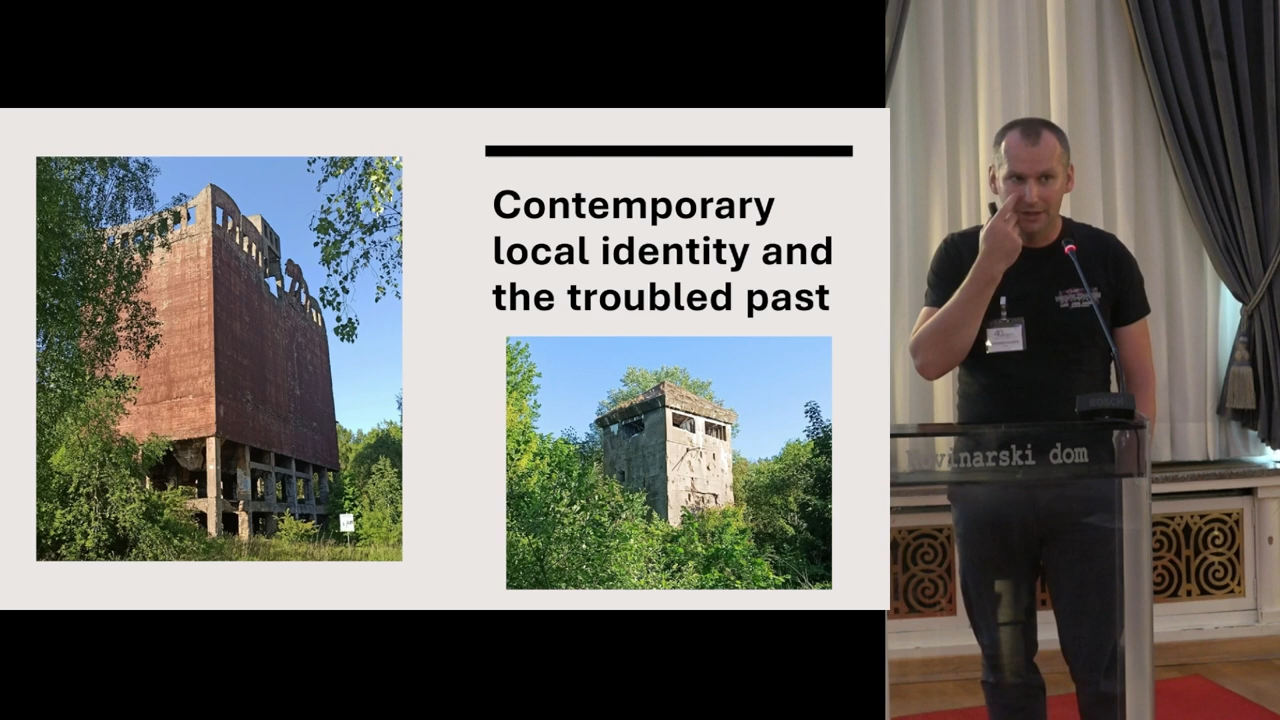 Contemporary
local identity and
the troubled past
BOSCH
Novinarski dom